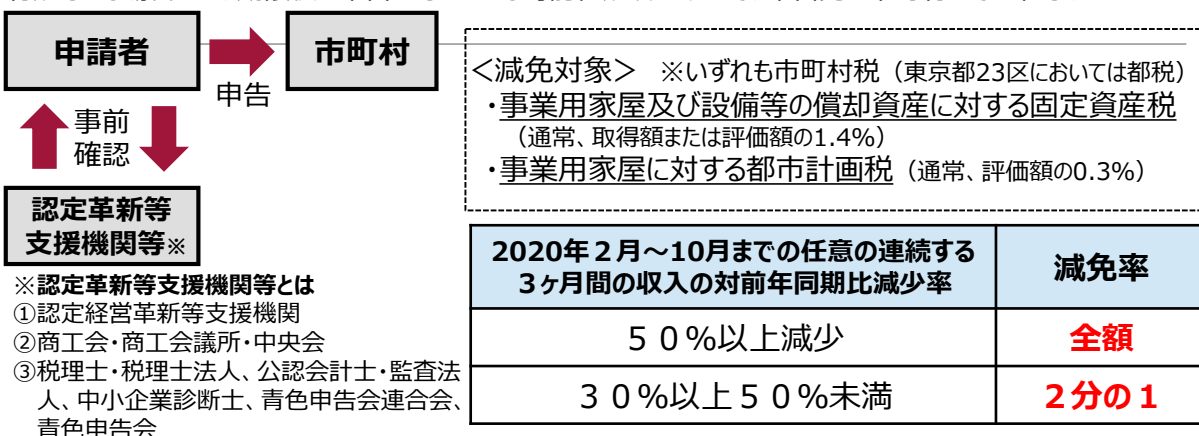 申請者
市町村
申告
事前
確認
認定革新等
支援機関等※
※認定革新等支援機関等とは
①認定経営革新等支援機関
②商工会・商工会議所・中央会
③税理士・税理士法人、公認会計士・監査法
人、中小企業診断士、青色申告会連合会、
青色申告会
＜減免対象＞ ※いずれも市町村税（東京都23区においては都税）
・事業用家屋及び設備等の償却資産に対する固定資産税
（通常、取得額または評価額の1.4%）
・事業用家屋に対する都市計画税（通常、評価額の0.3%）
2020年２月～10月までの任意の連続する
３ヶ月間の収入の対前年同期比減少率
減免率
５０％以上減少
全額
３０％以上５０％未満
２分の１